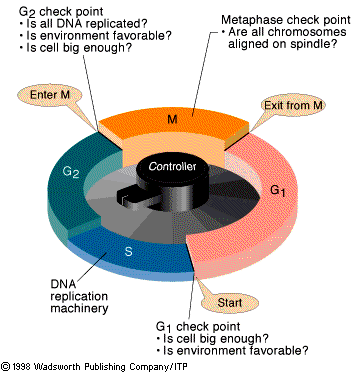 G2 check point
• Is all DNA replicated?
• Is environment favorable?
• Is cell big enough?
Metaphase check point
• Are all chromosomes
aligned on spindle?
Enter M
M
Exit from M
Controller
G2
G1
S
DNA
replication
machinery
Start
G1 check point
• Is cell big enough?
• Is environment favorable?
© 1998 Wadsworth Publishing Company/ITP